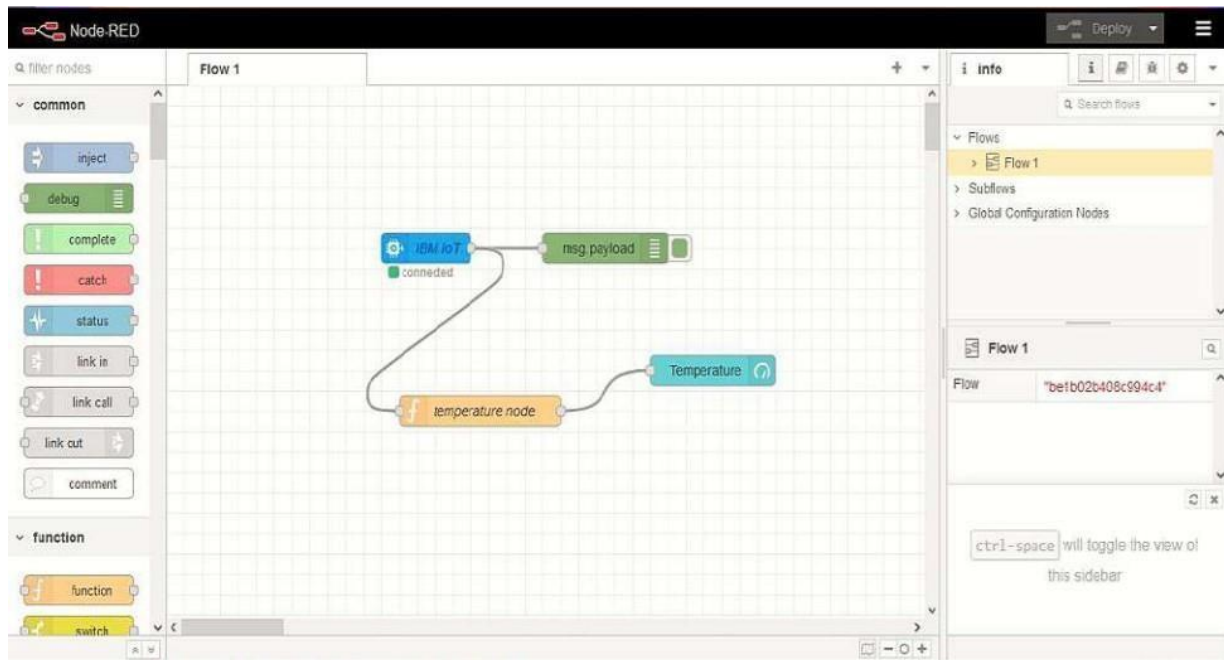 Node-RED
Deploy
filter nodes
Flow 1
i info
i
common
Search flows
inject
debug
complete
catch
status
link in
link call
link out
comment
function
function
switch
IBM IoT
connected
msg.payload
Temperature
temperature node
Flows
Flow 1
Subflows
Global Configuration Nodes
Flow 1
Flow "be1b02b408c994c4"
ctrl-space will toggle the view of
this sidebar